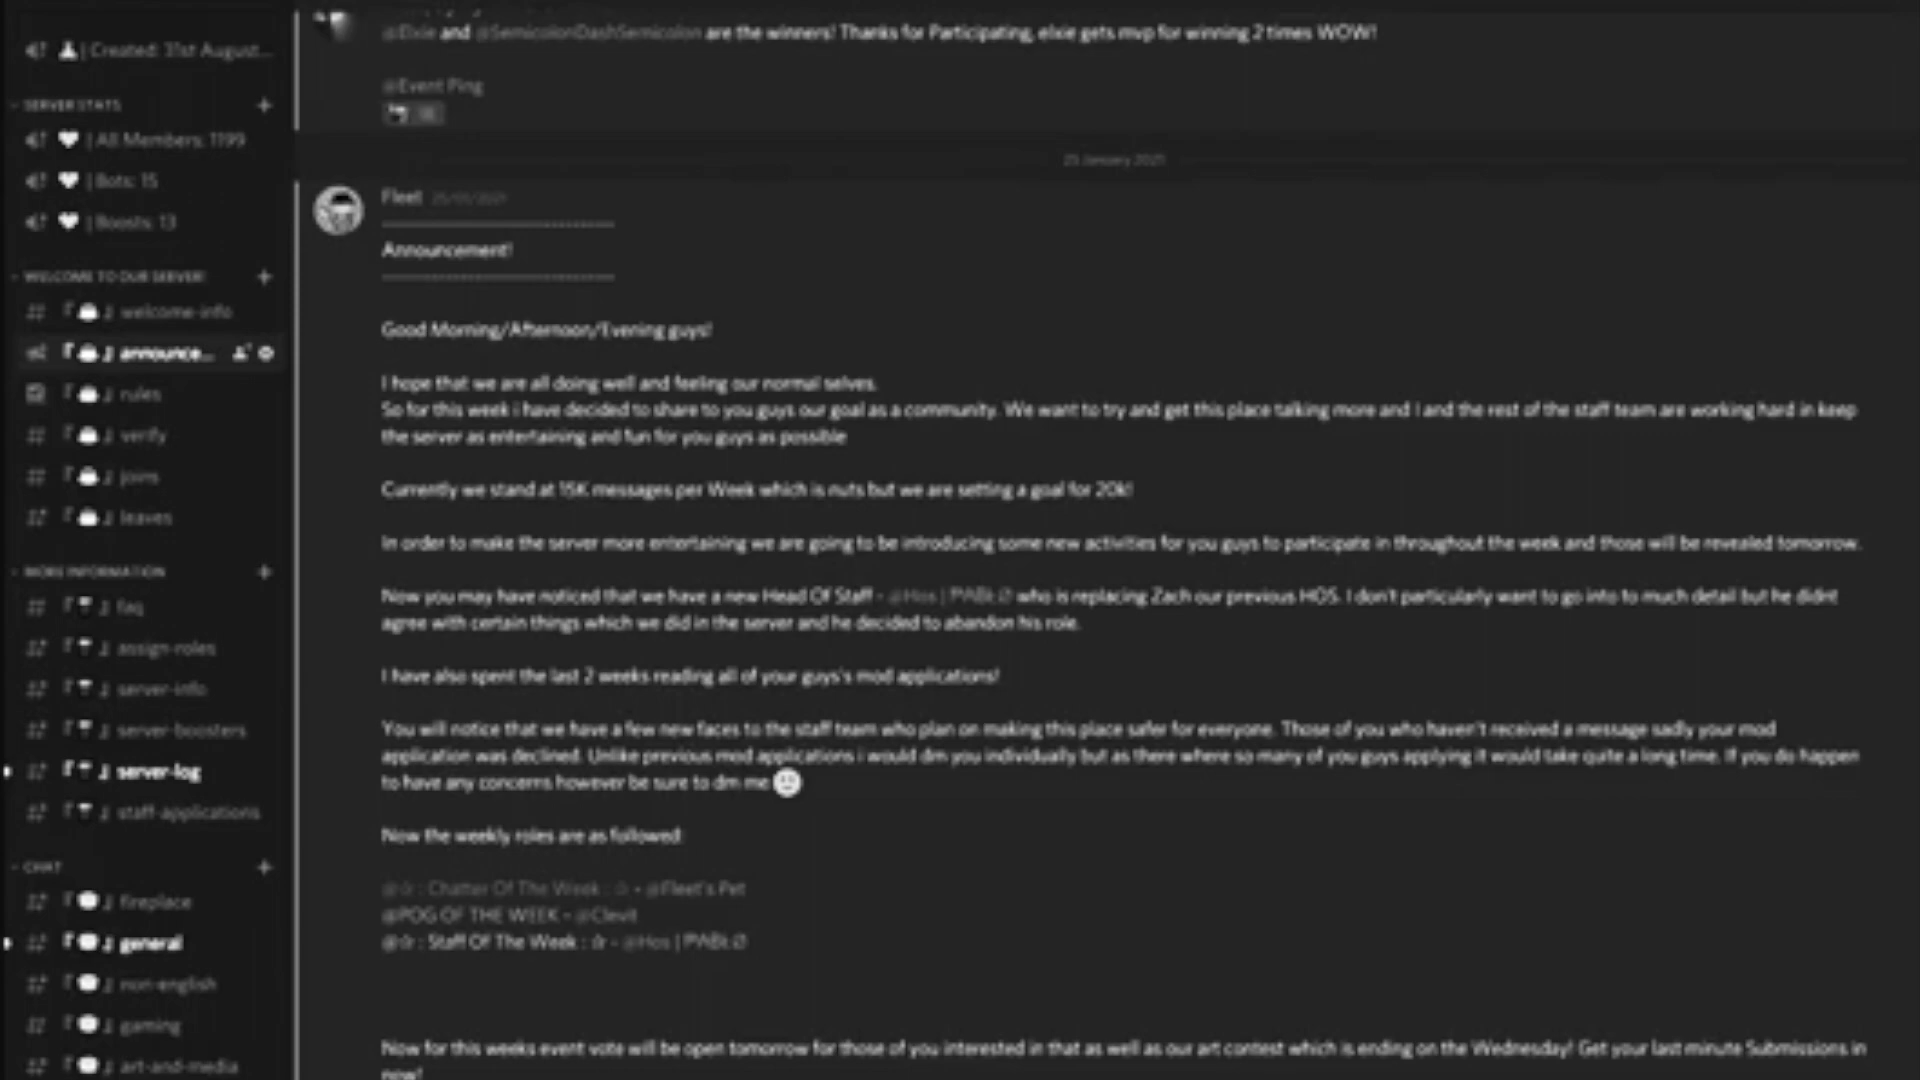 Created: 31st August...
SERVER STATS
| All Members: 1199
| Bots: 15
| Boosts: 13
WELCOME TO OUR SERVER!
welcome-info
announce...
rules
verify
joins
leaves
MORE INFORMATION
faq
assign-roles
server-info
server-boosters
server-log
staff-applications
CHAT
fireplace
general
non-english
gaming
art-and-media
@Elxie and @SemicolonDashSemicolon are the winners! Thanks for Participating, elxie gets mvp for winning 2 times WOW!
@Event Ping
25 January 2021
Fleet 25/01/2021
Announcement!
Good Morning/Afternoon/Evening guys!
I hope that we are all doing well and feeling our normal selves.
So for this week i have decided to share to you guys our goal as a community. We want to try and get this place talking more and I and the rest of the staff team are working hard in keep
the server as entertaining and fun for you guys as possible
Currently we stand at 15K messages per Week which is nuts but we are setting a goal for 20k!
In order to make the server more entertaining we are going to be introducing some new activities for you guys to participate in throughout the week and those will be revealed tomorrow.
Now you may have noticed that we have a new Head Of Staff - @Hos | who is replacing Zach our previous HOS. I don't particularly want to go into to much detail but he didnt
agree with certain things which we did in the server and he decided to abandon his role.
I have also spent the last 2 weeks reading all of your guys's mod applications!
You will notice that we have a few new faces to the staff team who plan on making this place safer for everyone. Those of you who haven't received a message sadly your mod
application was declined. Unlike previous mod applications i would dm you individually but as there where so many of you guys applying it would take quite a long time. If you do happen
to have any concerns however be sure to dm me
Now the weekly roles are as followed
@☆ : Chatter Of The Week : ☆ - @Fleet's Pet
@POG OF THE WEEK - @Clevit
@☆ : Staff Of The Week : ☆ - @Hos |
Now for this weeks event vote will be open tomorrow for those of you interested in that as well as our art contest which is ending on the Wednesday! Get your last minute Submissions in
now!